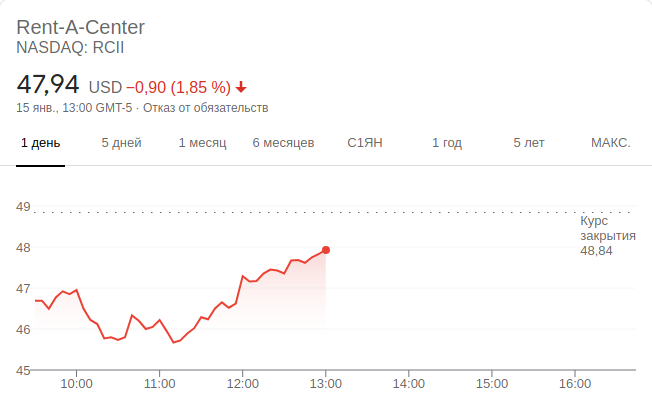 Rent-A-Center
NASDAQ: RCII
47,94 USD −0,90 (1,85 %)
15 янв., 13:00 GMT-5 · Отказ от обязательств
1 день 5 дней 1 месяц 6 месяцев С1ЯН 1 год 5 лет МАКС.
49
Курс
закрытия
48,84
48
47
46
45
10:00 11:00 12:00 13:00 14:00 15:00 16:00